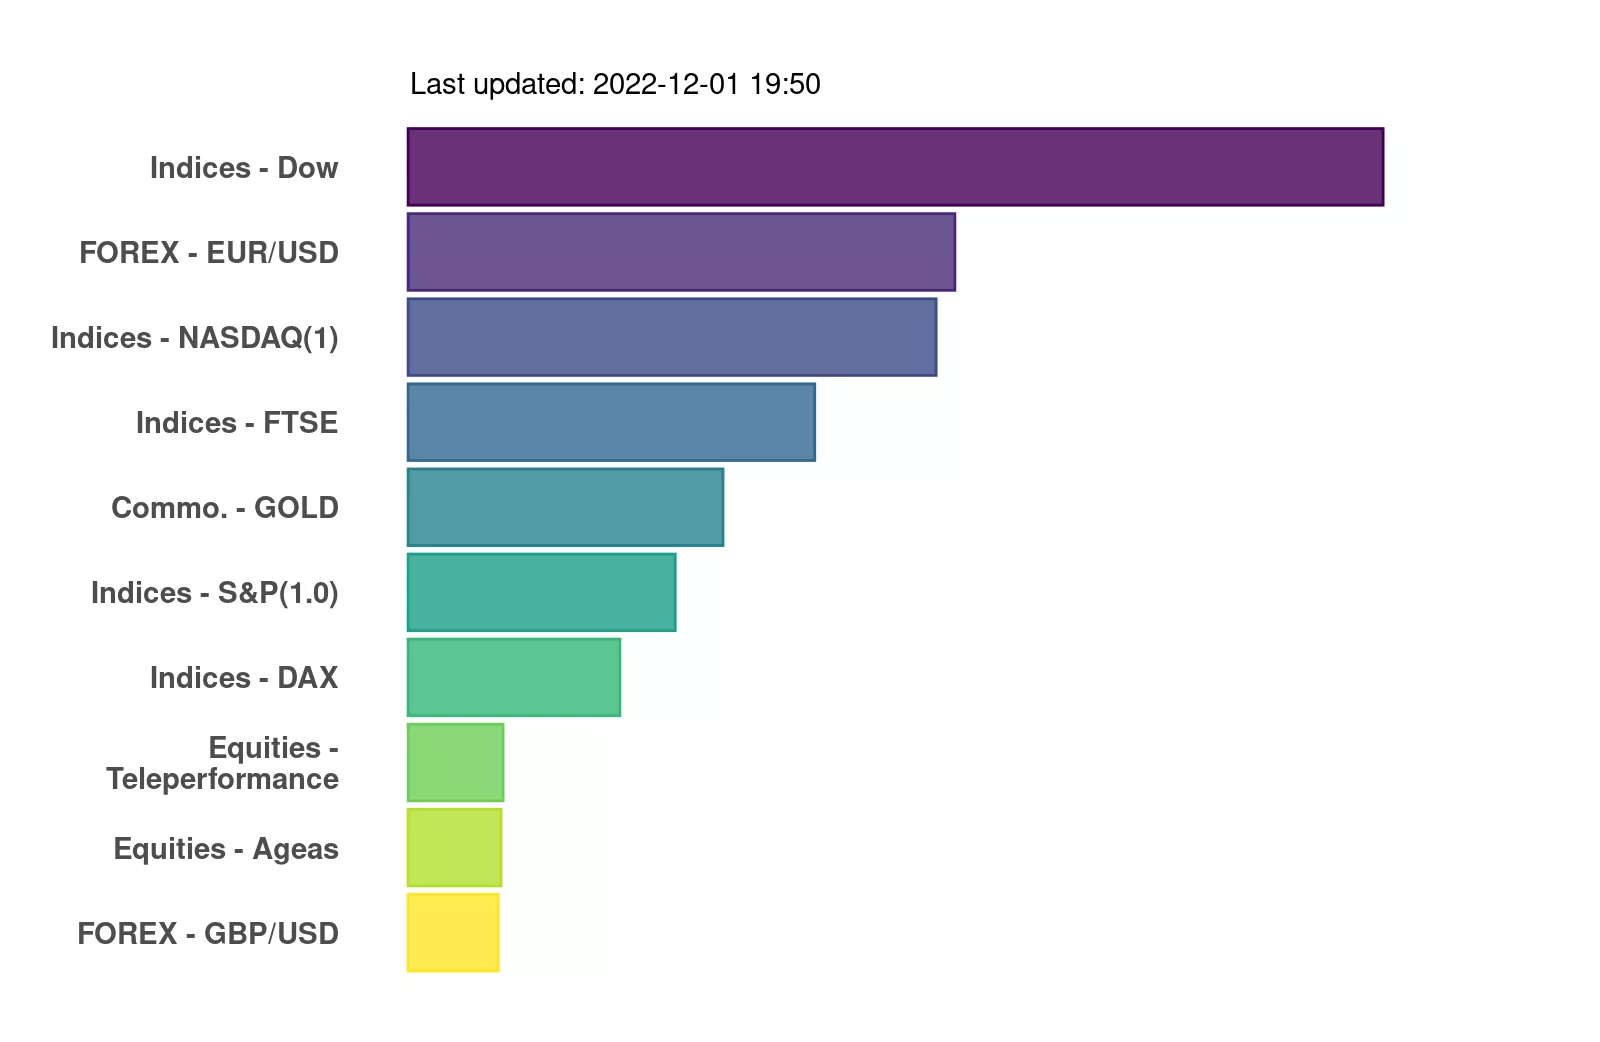 Last updated: 2022-12-01 19:50
Indices - Dow
FOREX - EUR/USD
Indices - NASDAQ(1)
Indices - FTSE
Commo. - GOLD
Indices - S&P(1.0)
Indices - DAX
Equities -
Teleperformance
Equities - Ageas
FOREX - GBP/USD